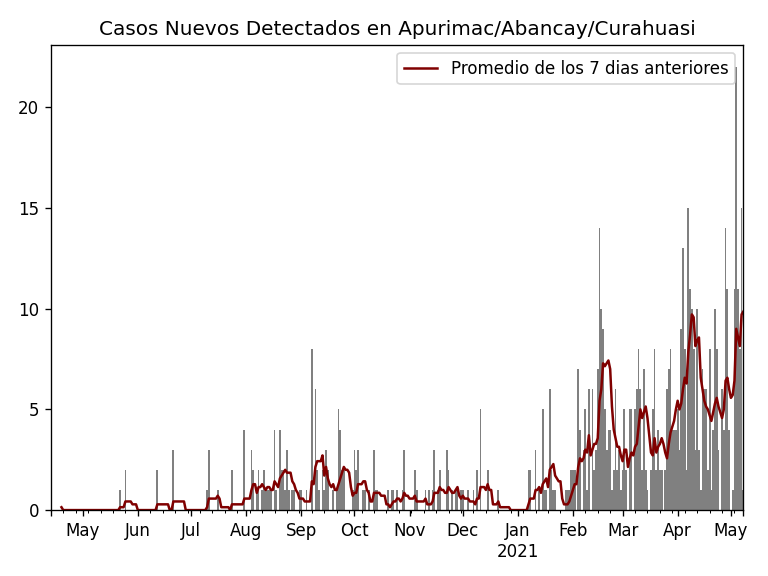 Casos Nuevos Detectados en Apurimac/Abancay/Curahuasi
Promedio de los 7 dias anteriores
20
15
10
5
0
May Jun Jul Aug Sep Oct Nov Dec Jan Feb Mar Apr May
2021